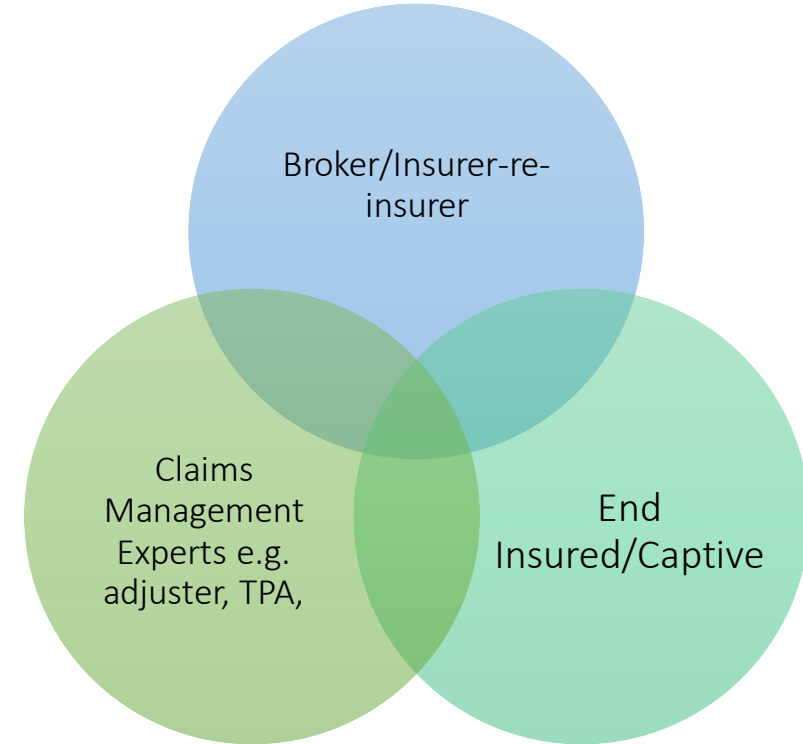 Broker/Insurer-re-
insurer
Claims
Management
Experts e.g.
adjuster, TPA,
End
Insured/Captive